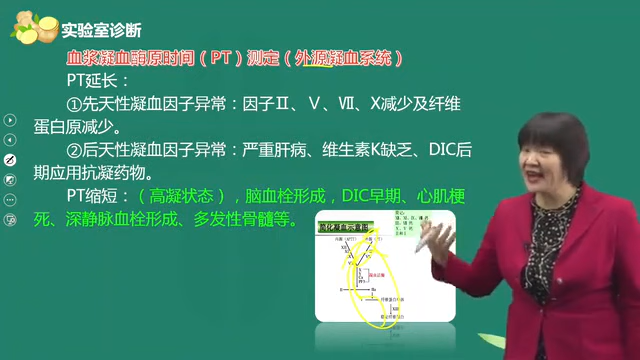 实验室诊断
血浆凝血酶原时间（PT）测定（外源凝血系统）
PT延长：
①先天性凝血因子异常：因子Ⅱ、Ⅴ、Ⅶ、X减少及纤维
蛋白原减少。
②后天性凝血因子异常：严重肝病、维生素K缺乏、DIC后
期应用抗凝药物。
PT缩短：（高凝状态），脑血栓形成，DIC早期、心肌梗
死、深静脉血栓形成、多发性骨髓等。